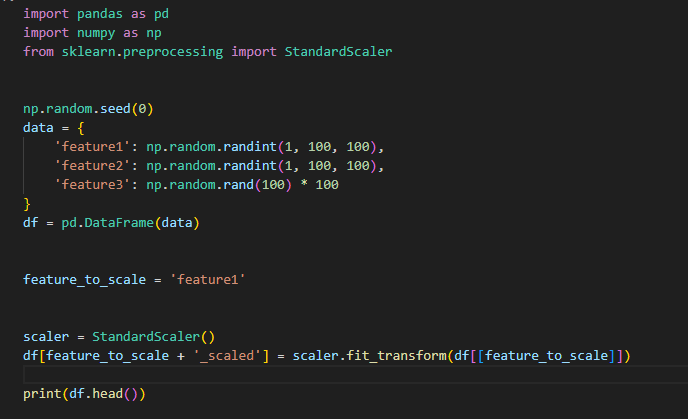 import pandas as pd
import numpy as np
from sklearn.preprocessing import StandardScaler
np.random.seed(0)
data = {
    'feature1': np.random.randint(1, 100, 100),
    'feature2': np.random.randint(1, 100, 100),
    'feature3': np.random.rand(100) * 100
}
df = pd.DataFrame(data)
feature_to_scale = 'feature1'
scaler = StandardScaler()
df[feature_to_scale + '_scaled'] = scaler.fit_transform(df[[feature_to_scale]])
print(df.head())